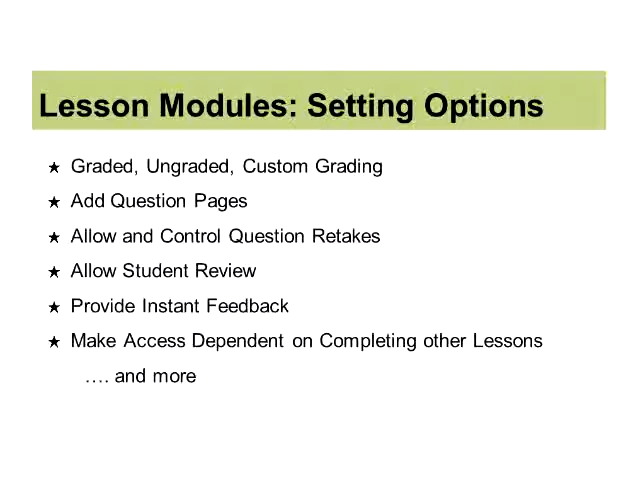 Lesson Modules: Setting Options
★ Graded, Ungraded, Custom Grading
★ Add Question Pages
★ Allow and Control Question Retakes
★ Allow Student Review
★ Provide Instant Feedback
★ Make Access Dependent on Completing other Lessons
…. and more